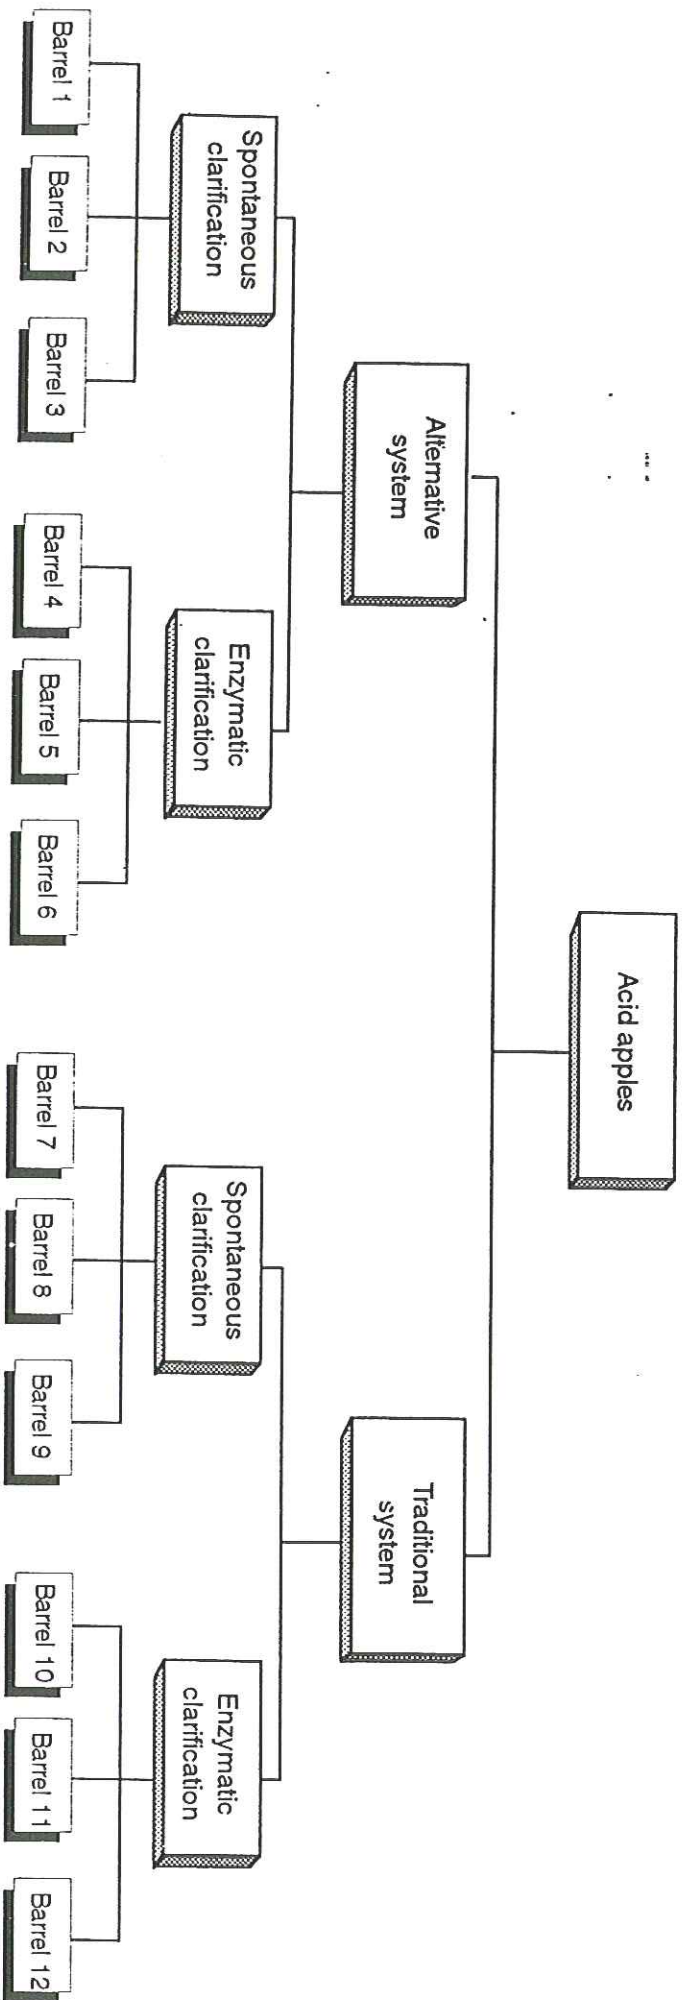 Acid apples
Alternative
system
Traditional
system
Spontaneous
clarification
Enzymatic
clarification
Spontaneous
clarification
Enzymatic
clarification
Barrel 1
Barrel 2
Barrel 3
Barrel 4
Barrel 5
Barrel 6
Barrel 7
Barrel 8
Barrel 9
Barrel 10
Barrel 11
Barrel 12